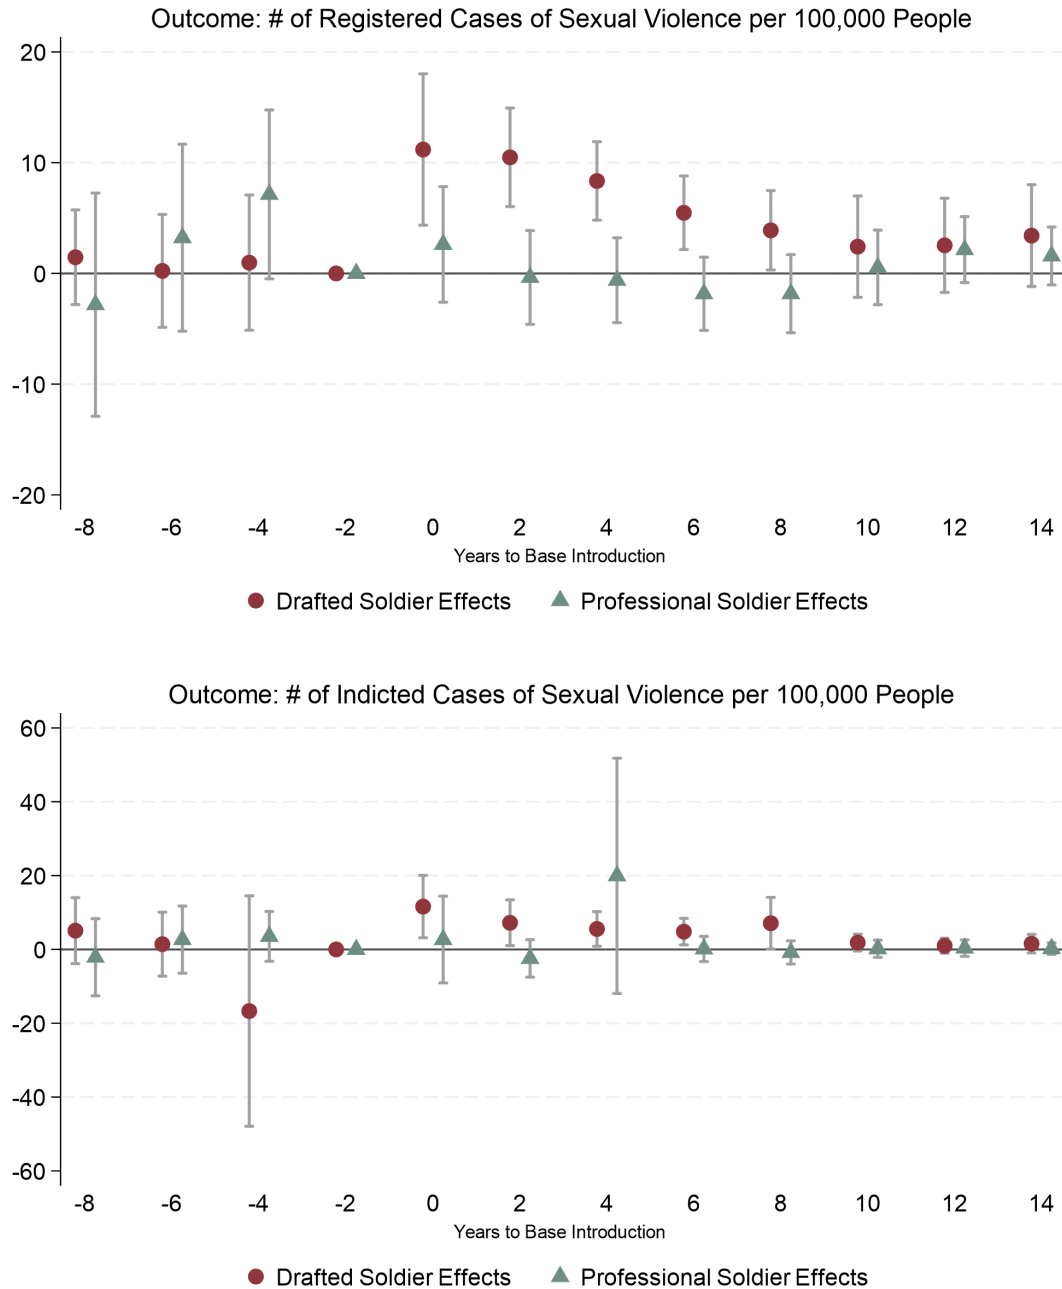 Outcome: # of Registered Cases of Sexual Violence per 100,000 People
20
10
0
-10
-20
-8 -6 -4 -2 0 2 4 6 8 10 12 14
Years to Base Introduction
Drafted Soldier Effects Professional Soldier Effects
Outcome: # of Indicted Cases of Sexual Violence per 100,000 People
60
40
20
0
-20
-40
-60
-8 -6 -4 -2 0 2 4 6 8 10 12 14
Years to Base Introduction
Drafted Soldier Effects Professional Soldier Effects